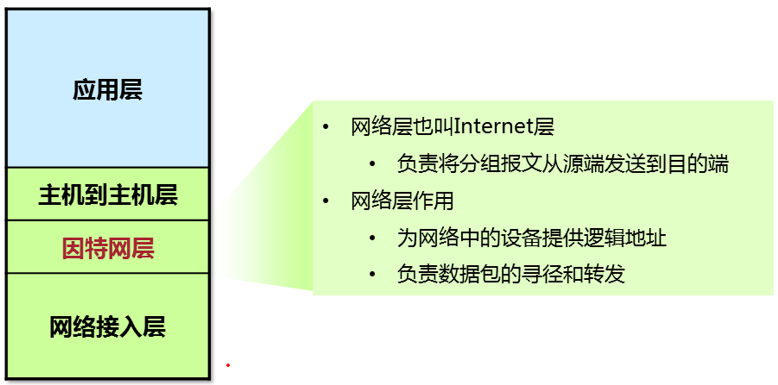 应用层
主机到主机层
因特网层
网络接入层
• 网络层也叫Internet层
• 负责将分组报文从源端发送到目的端
• 网络层作用
• 为网络中的设备提供逻辑地址
• 负责数据包的寻径和转发